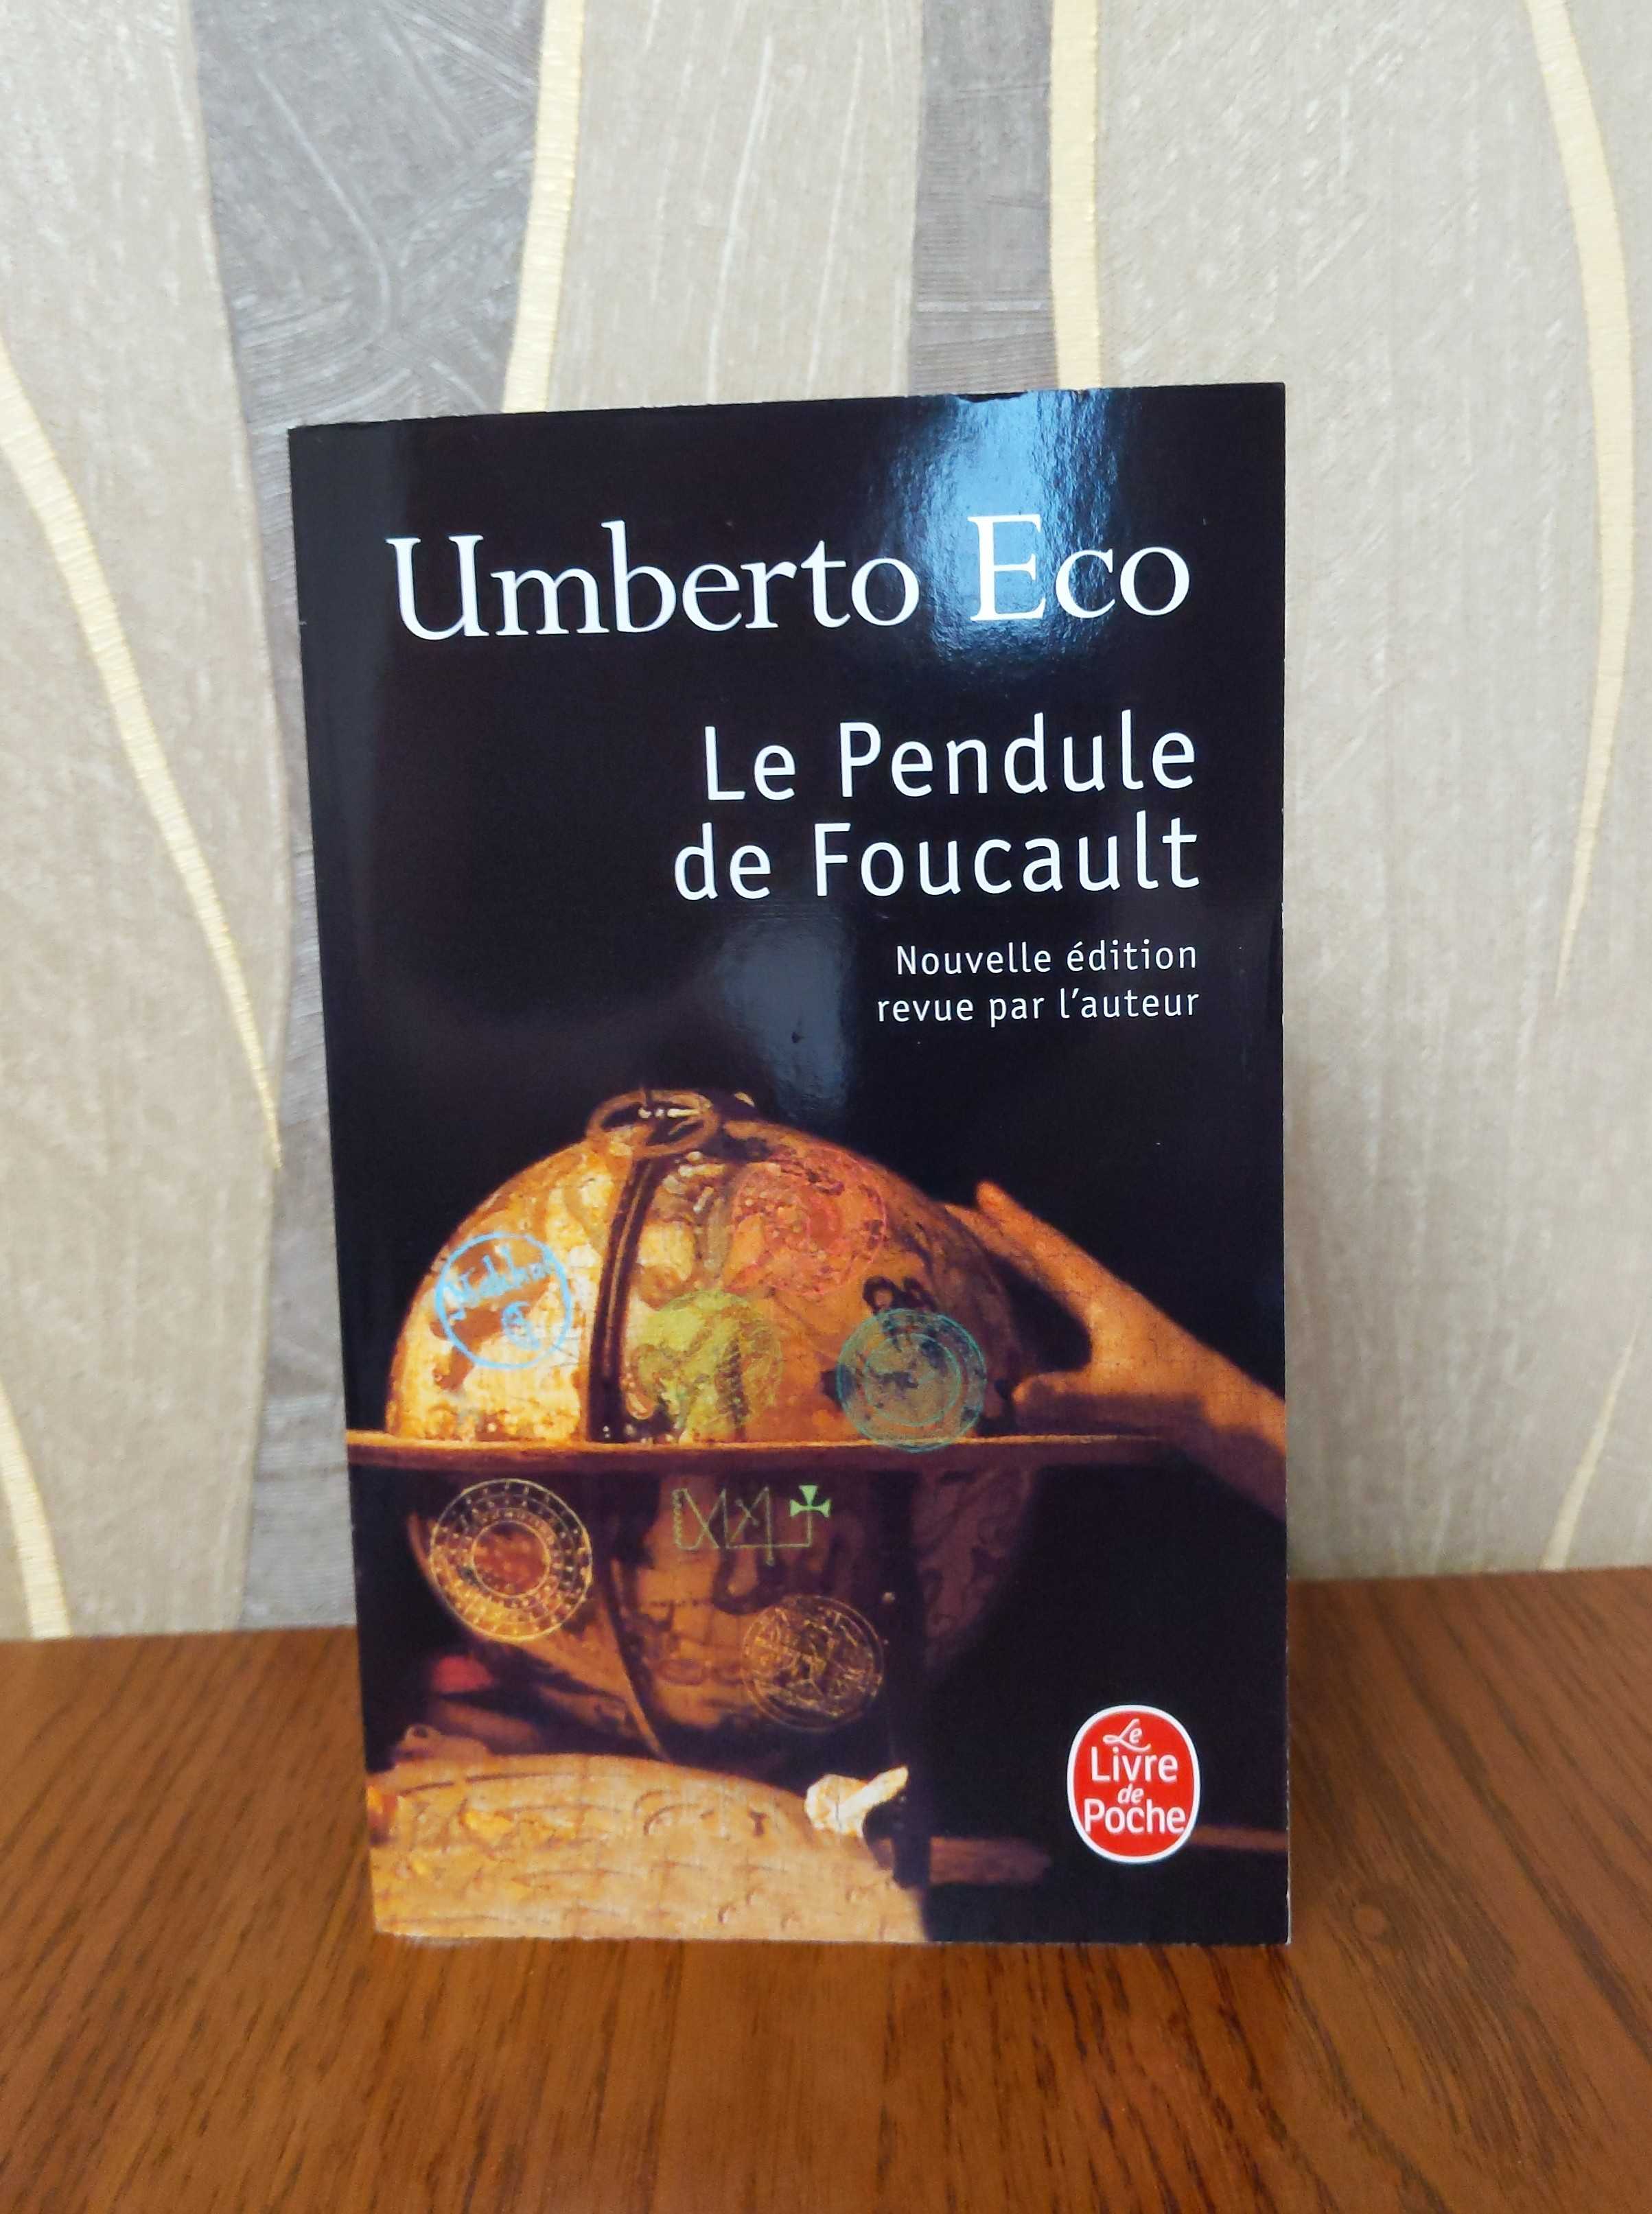 Umberto Eco
Le Pendule
de Foucault
Nouvelle édition
revue par l'auteur
Le
Livre
de
Poche